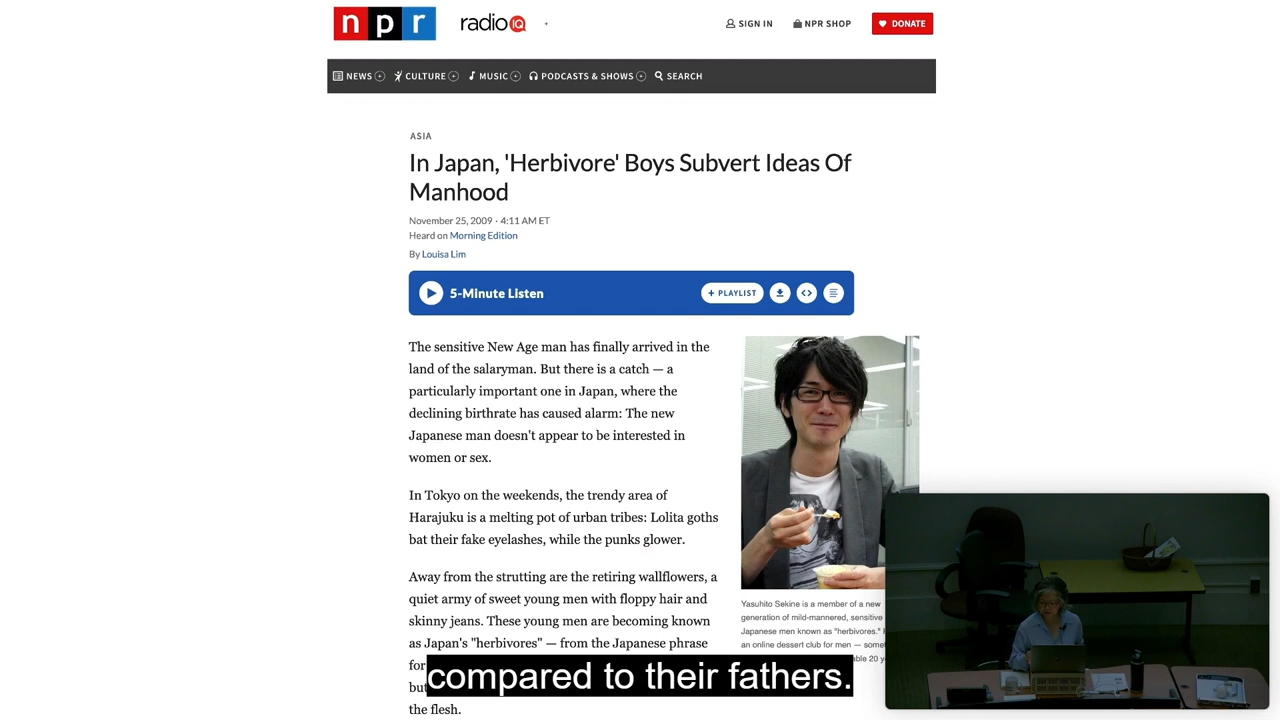 npr
radio IQ
SIGN IN
NPR SHOP
DONATE
NEWS
CULTURE
MUSIC
PODCASTS & SHOWS
SEARCH
ASIA
In Japan, 'Herbivore' Boys Subvert Ideas Of
Manhood
November 25, 2009 · 4:11 AM ET
Heard on Morning Edition
By Louisa Lim
5-Minute Listen
+ PLAYLIST
The sensitive New Age man has finally arrived in the
land of the salaryman. But there is a catch — a
particularly important one in Japan, where the
declining birthrate has caused alarm: The new
Japanese man doesn't appear to be interested in
women or sex.
In Tokyo on the weekends, the trendy area of
Harajuku is a melting pot of urban tribes: Lolita goths
bat their fake eyelashes, while the punks glower.
Away from the strutting are the retiring wallflowers, a
quiet army of sweet young men with floppy hair and
skinny jeans. These young men are becoming known
as Japan's "herbivores" — from the Japanese phrase
for
but
the flesh.
Yasuhito Sekine is a member of a new
generation of mild-mannered, sensitive
Japanese men known as "herbivores."
an online dessert club for men —
20
compared to their fathers.